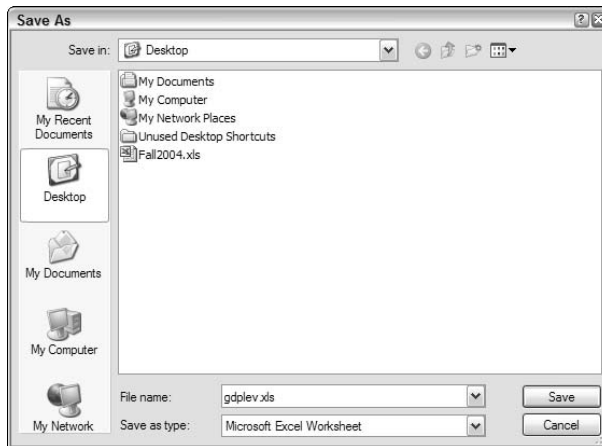 Save As
Save in: Desktop
My Documents
My Computer
My Network Places
Unused Desktop Shortcuts
Fall2004.xls
My Recent
Documents
Desktop
My Documents
My Computer
My Network
File name: gdplev.xls Save
Save as type: Microsoft Excel Worksheet Cancel